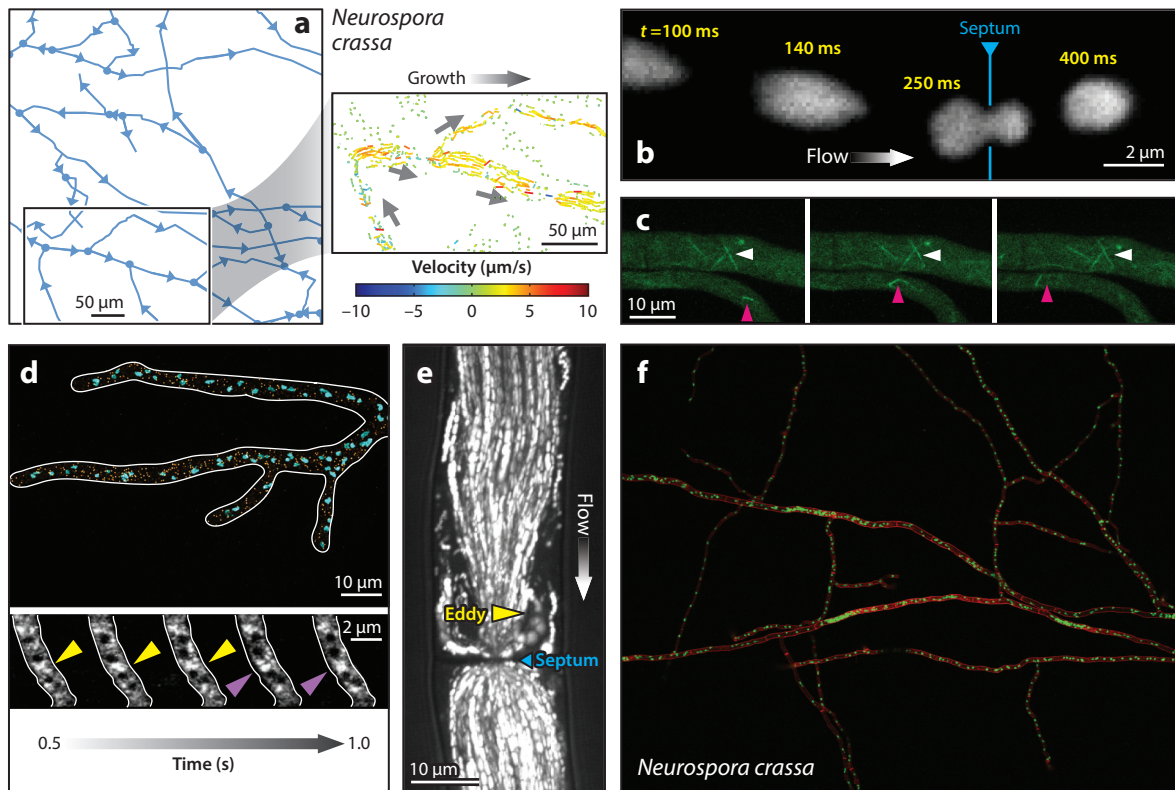 a
50 μm
Neurospora
crassa
Growth
50 μm
Velocity (μm/s)
−10
−5
0
5
10
b
t =100 ms
140 ms
250 ms
Septum
400 ms
Flow
2 μm
c
10 μm
d
10 μm
2 μm
0.5
1.0
Time (s)
e
Flow
Eddy
Septum
10 μm
f
Neurospora crassa